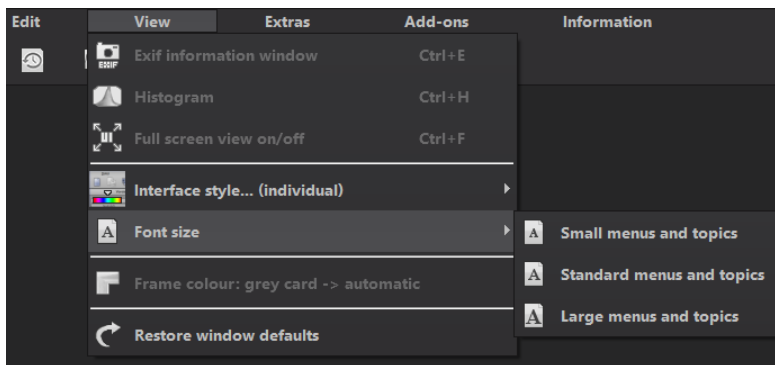 Edit View Extras Add-ons Information
EXIF Exif information window Ctrl+E
Histogram Ctrl+H
UI Full screen view on/off Ctrl+F
Interface style... (individual)
A Font size
A Small menus and topics
A Standard menus and topics
A Large menus and topics
Frame colour: grey card -> automatic
Restore window defaults